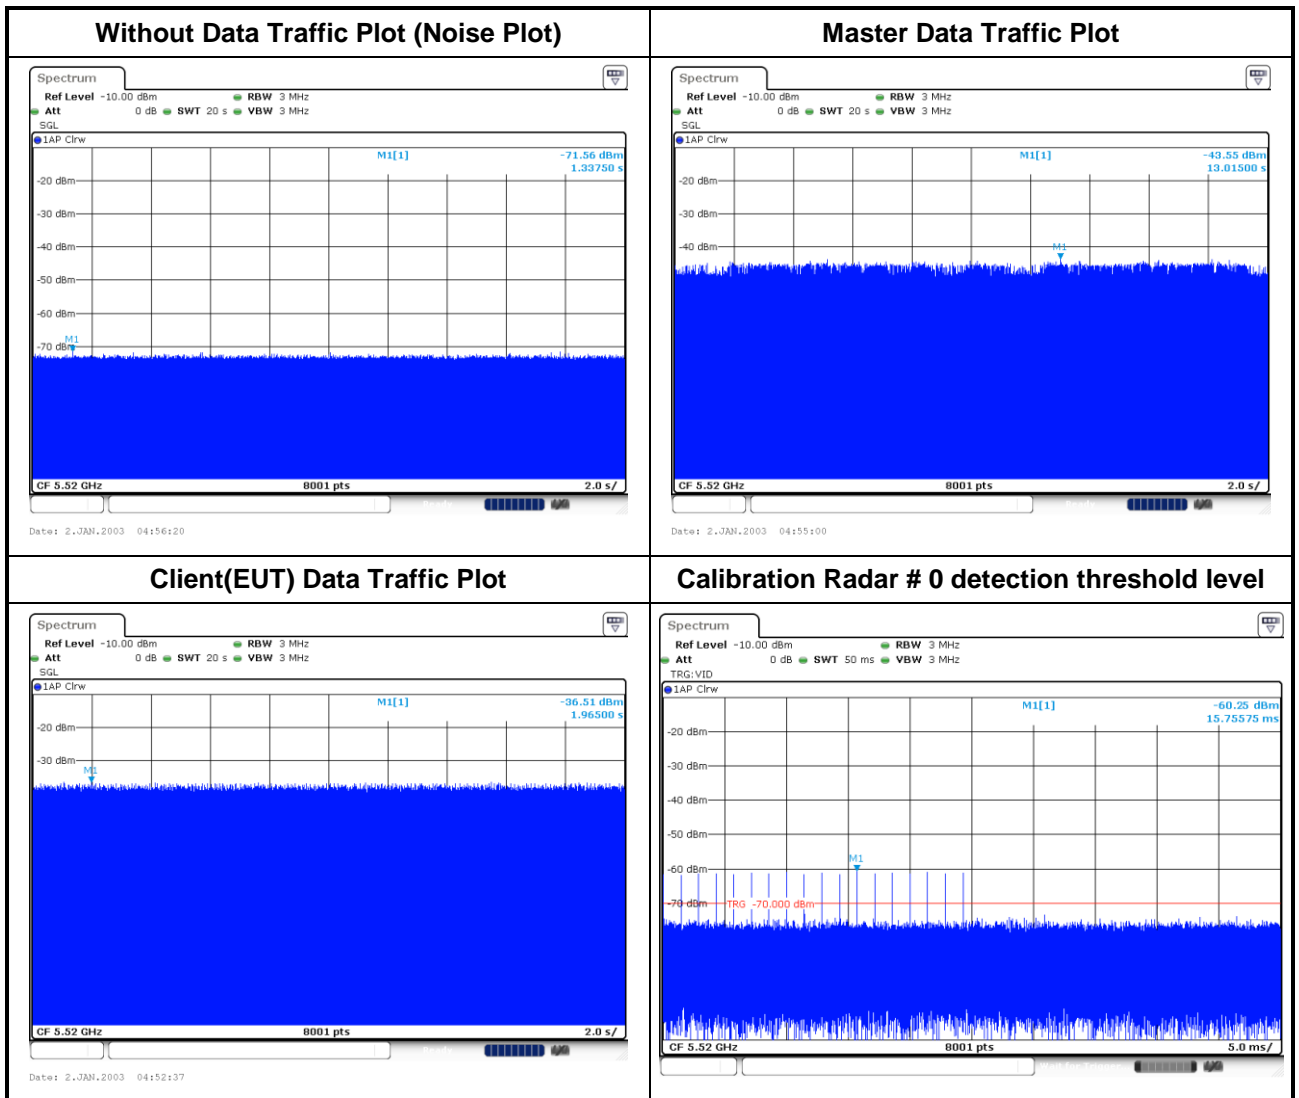 Without Data Traffic Plot (Noise Plot)
Spectrum
Ref Level -10.00 dBm RBW 3 MHz
Att 0 dB SWT 20 s VBW 3 MHz
SGL
1AP Clrw
M1[1] -71.56 dBm
1.33750 s
-20 dBm
-30 dBm
-40 dBm
-50 dBm
-60 dBm
M1
-70 dBm
CF 5.52 GHz 8001 pts 2.0 s/
Date: 2.JAN.2003 04:56:20
Master Data Traffic Plot
Spectrum
Ref Level -10.00 dBm RBW 3 MHz
Att 0 dB SWT 20 s VBW 3 MHz
SGL
1AP Clrw
M1[1] -43.55 dBm
13.01500 s
-20 dBm
-30 dBm
-40 dBm
M1
CF 5.52 GHz 8001 pts 2.0 s/
Date: 2.JAN.2003 04:55:00
Client(EUT) Data Traffic Plot
Spectrum
Ref Level -10.00 dBm RBW 3 MHz
Att 0 dB SWT 20 s VBW 3 MHz
SGL
1AP Clrw
M1[1] -36.51 dBm
1.96500 s
-20 dBm
-30 dBm
M1
CF 5.52 GHz 8001 pts 2.0 s/
Date: 2.JAN.2003 04:52:37
Calibration Radar # 0 detection threshold level
Spectrum
Ref Level -10.00 dBm RBW 3 MHz
Att 0 dB SWT 50 ms VBW 3 MHz
TRG:VID
1AP Clrw
M1[1] -60.25 dBm
15.75575 ms
-20 dBm
-30 dBm
-40 dBm
-50 dBm
M1
-60 dBm
-70 dBm TRG -70.000 dBm
CF 5.52 GHz 8001 pts 5.0 ms/
Wait for Trigger